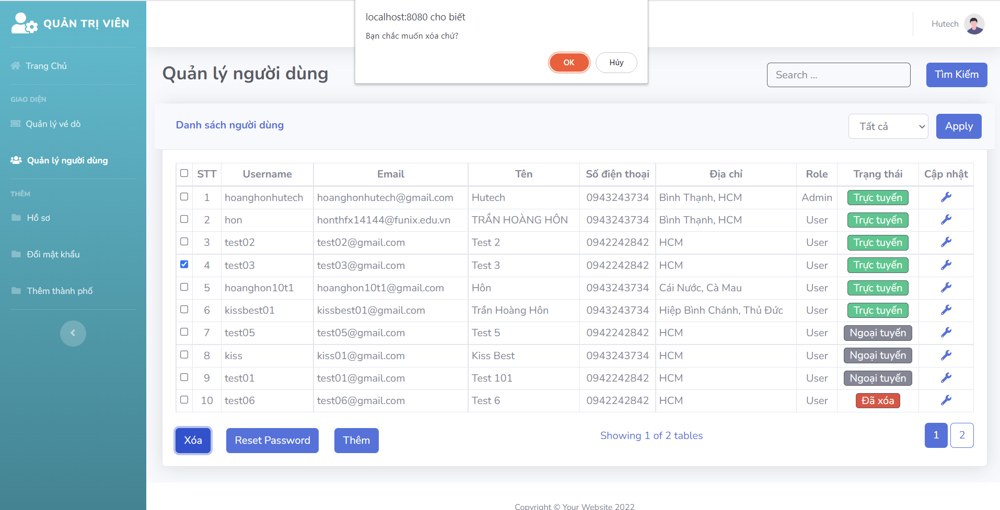 localhost:8080 cho biết
Bạn chắc muốn xóa chứ?
OK
Hủy
QUẢN TRỊ VIÊN
Trang Chủ
GIAO DIỆN
Quản lý vé dò
Quản lý người dùng
THÊM
Hồ sơ
Đổi mật khẩu
Thêm thành phố
Hutech
Quản lý người dùng
Search ...
Tìm Kiếm
Danh sách người dùng
Tất cả
Apply
STT Username Email Tên Số điện thoại Địa chỉ Role Trạng thái Cập nhật
1 hoanghonhutech hoanghonhutech@gmail.com Hutech 0943243734 Bình Thạnh, HCM Admin Trực tuyến
2 hon honthfx14144@funix.edu.vn TRẦN HOÀNG HÔN 0943243734 Bình Thạnh, HCM User Trực tuyến
3 test02 test02@gmail.com Test 2 0942242842 HCM User Trực tuyến
4 test03 test03@gmail.com Test 3 0942242842 HCM User Trực tuyến
5 hoanghon10t1 hoanghon10t1@gmail.com Hôn 0943243734 Cái Nước, Cà Mau User Trực tuyến
6 kissbest01 kissbest01@gmail.com Trần Hoàng Hôn 0943243734 Hiệp Bình Chánh, Thủ Đức User Trực tuyến
7 test05 test05@gmail.com Test 5 0942242842 HCM User Ngoại tuyến
8 kiss kiss01@gmail.com Kiss Best 0943243734 HCM User Ngoại tuyến
9 test01 test01@gmail.com Test 101 0942242842 HCM User Ngoại tuyến
10 test06 test06@gmail.com Test 6 0942242842 HCM User Đã xóa
Xóa
Reset Password
Thêm
Showing 1 of 2 tables
1 2
Copyright © Your Website 2022